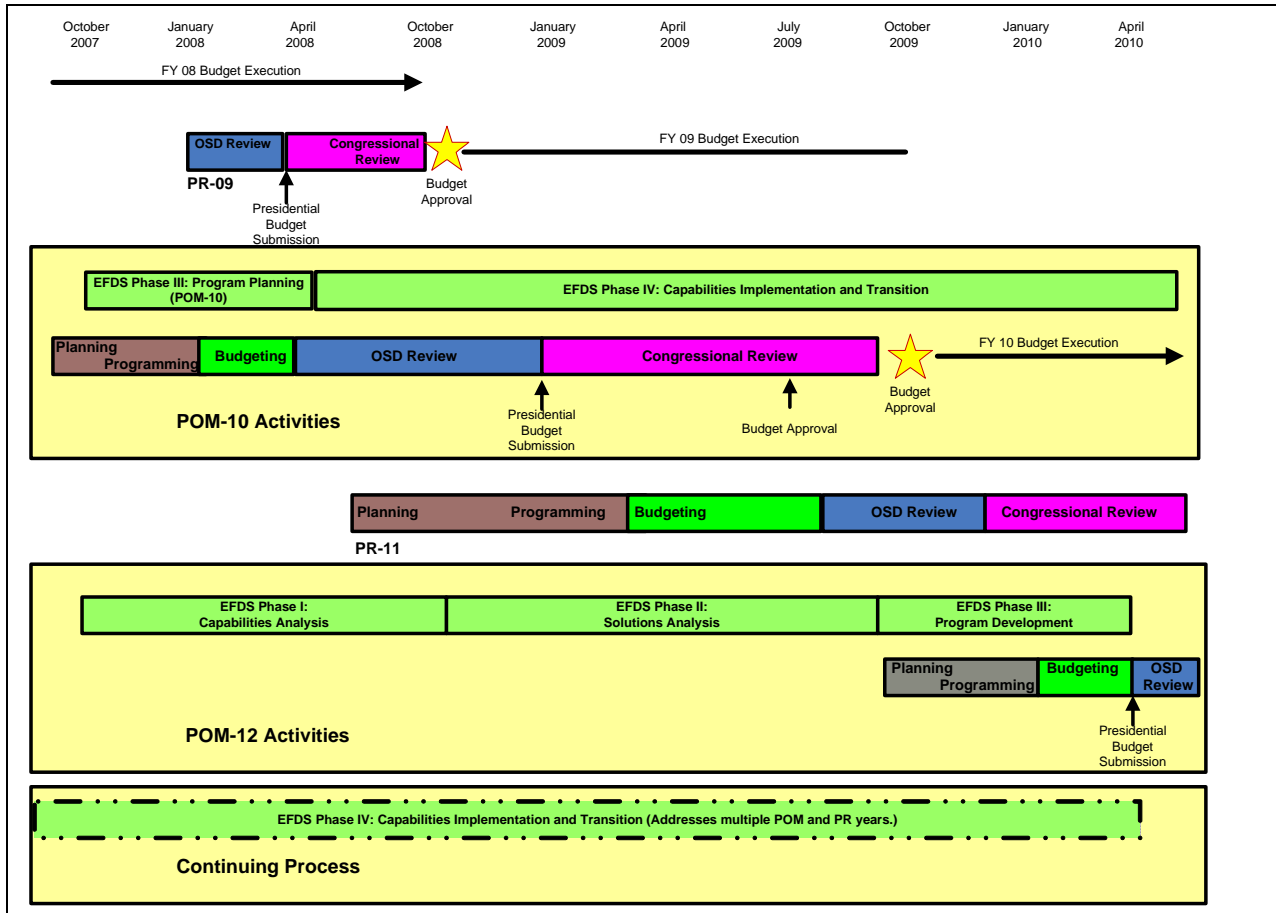 October January April October January April July October January April
2007 2008 2008 2008 2009 2009 2009 2009 2010 2010
FY 08 Budget Execution
OSD Review
Congressional
Review
PR-09
Presidential
Budget
Submission
Budget
Approval
FY 09 Budget Execution
EFDS Phase III: Program Planning
(POM-10)
EFDS Phase IV: Capabilities Implementation and Transition
Planning
Programming
Budgeting
OSD Review
Congressional Review
FY 10 Budget Execution
Presidential
Budget
Submission
Budget Approval
Budget
Approval
POM-10 Activities
Planning
Programming
Budgeting
OSD Review
Congressional Review
PR-11
EFDS Phase I:
Capabilities Analysis
EFDS Phase II:
Solutions Analysis
EFDS Phase III:
Program Development
Planning
Programming
Budgeting
OSD
Review
Presidential
Budget
Submission
POM-12 Activities
EFDS Phase IV: Capabilities Implementation and Transition (Addresses multiple POM and PR years.)
Continuing Process